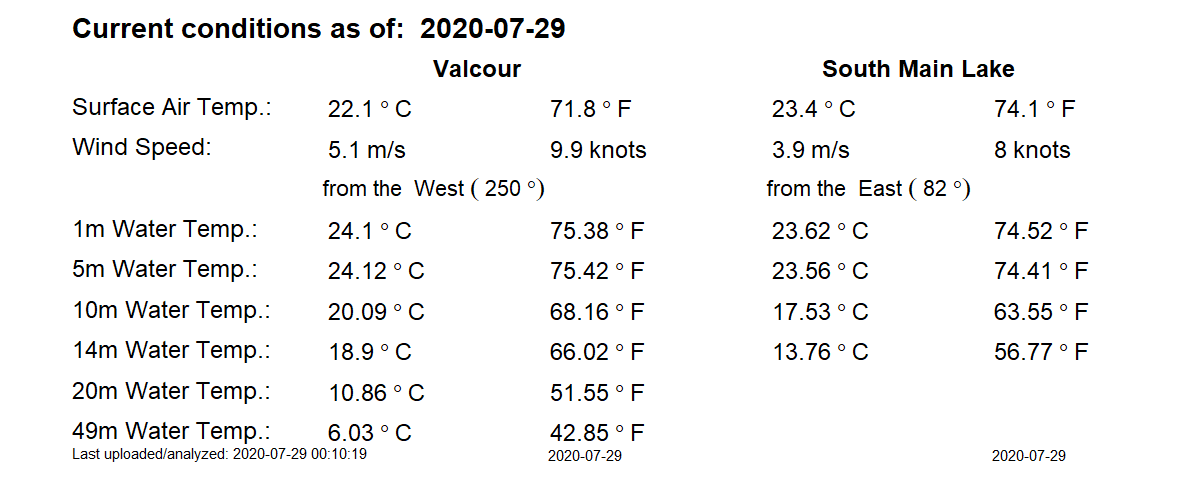 Current conditions as of: 2020-07-29
Valcour South Main Lake
Surface Air Temp.: 22.1 ° C 71.8 ° F 23.4 ° C 74.1 ° F
Wind Speed: 5.1 m/s 9.9 knots 3.9 m/s 8 knots
from the West ( 250 °) from the East ( 82 °)
1m Water Temp.: 24.1 ° C 75.38 ° F 23.62 ° C 74.52 ° F
5m Water Temp.: 24.12 ° C 75.42 ° F 23.56 ° C 74.41 ° F
10m Water Temp.: 20.09 ° C 68.16 ° F 17.53 ° C 63.55 ° F
14m Water Temp.: 18.9 ° C 66.02 ° F 13.76 ° C 56.77 ° F
20m Water Temp.: 10.86 ° C 51.55 ° F
49m Water Temp.: 6.03 ° C 42.85 ° F
Last uploaded/analyzed: 2020-07-29 00:10:19 2020-07-29 2020-07-29